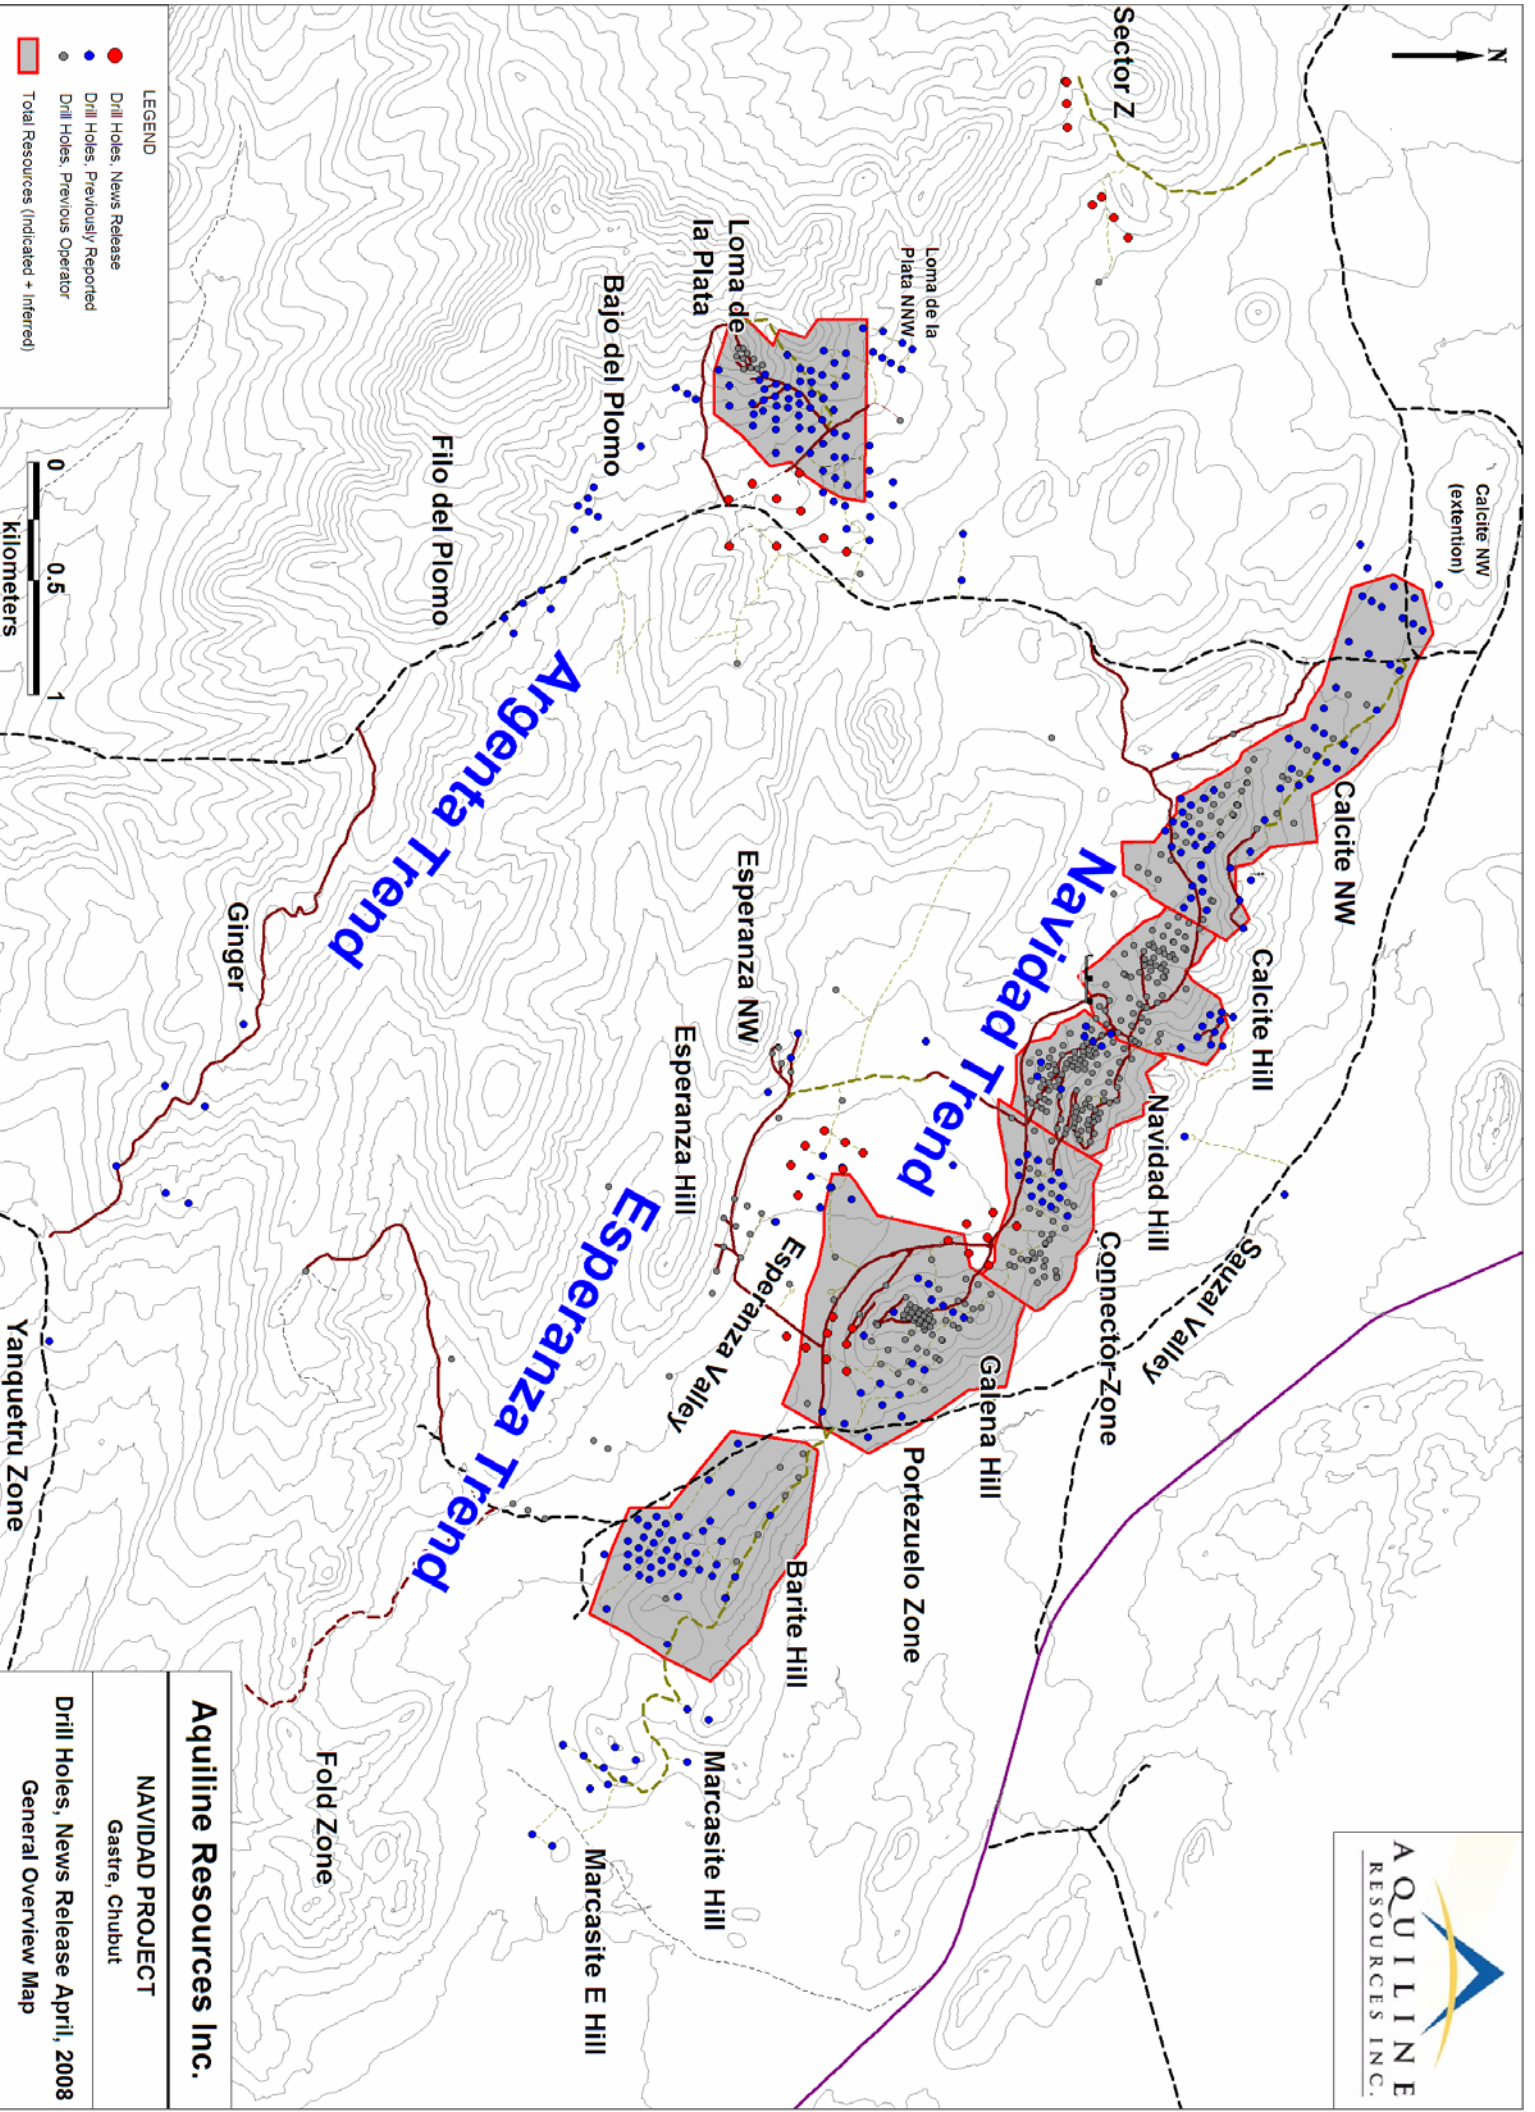 N
Sector Z
Calcite NW
(extention)
Loma de la
Plata NNW
Loma de
la Plata
Bajo del Plomo
Filo del Plomo
Calcite NW
Calcite Hill
Navidad Hill
Sauzal Valley
Connector-Zone
Galena Hill
Portezuelo Zone
Barite Hill
Marcasite Hill
Marcasite E Hill
Navidad Trend
Argenta Trend
Esperanza Trend
Esperanza NW
Esperanza Hill
Esperanza Valley
Ginger
Yanquetru Zone
Fold Zone
LEGEND
Drill Holes, News Release
Drill Holes, Previously Reported
Drill Holes, Previous Operator
Total Resources (Indicated + Inferred)
0 0.5 1
kilometers
AQUILINE
RESOURCES INC.
Aquiline Resources Inc.
NAVIDAD PROJECT
Gastre, Chubut
Drill Holes, News Release April, 2008
General Overview Map